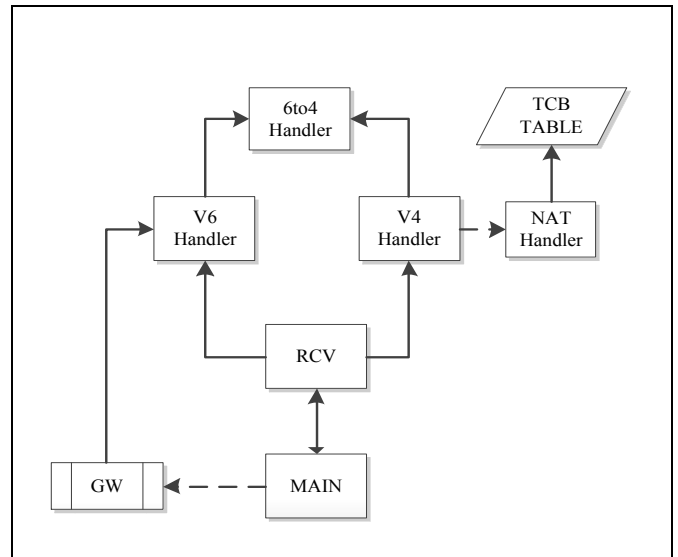 6to4
Handler
TCB
TABLE
V6
Handler
V4
Handler
NAT
Handler
RCV
GW
MAIN